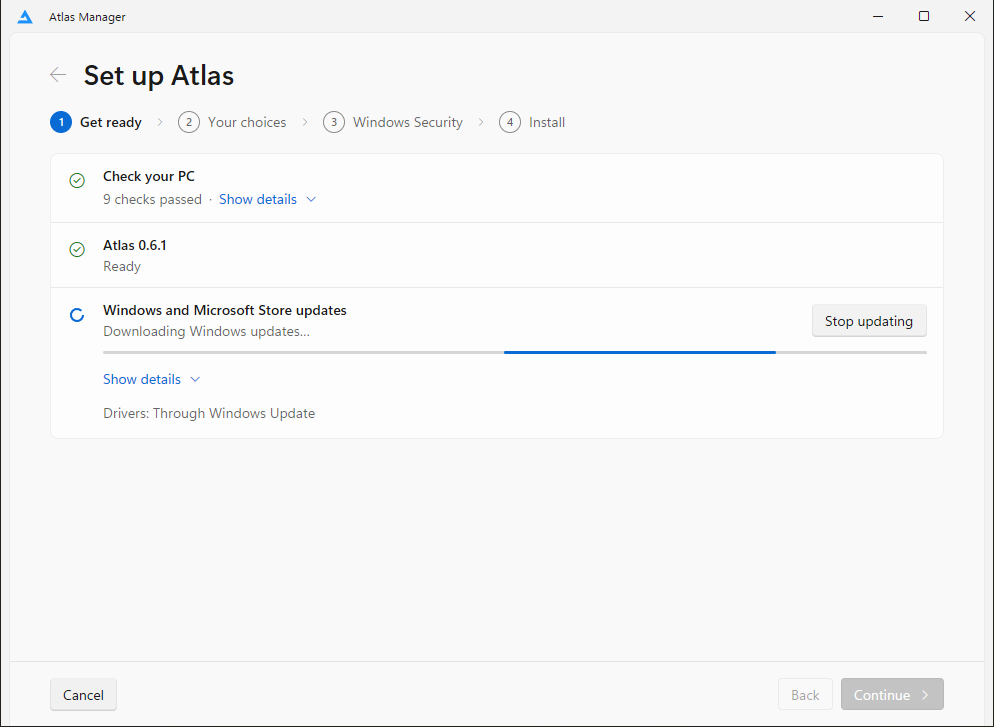 Atlas Manager
Set up Atlas
1 Get ready 2 Your choices 3 Windows Security 4 Install
Check your PC
9 checks passed · Show details
Atlas 0.6.1
Ready
Windows and Microsoft Store updates
Downloading Windows updates...
Stop updating
Show details
Drivers: Through Windows Update
Cancel Back Continue